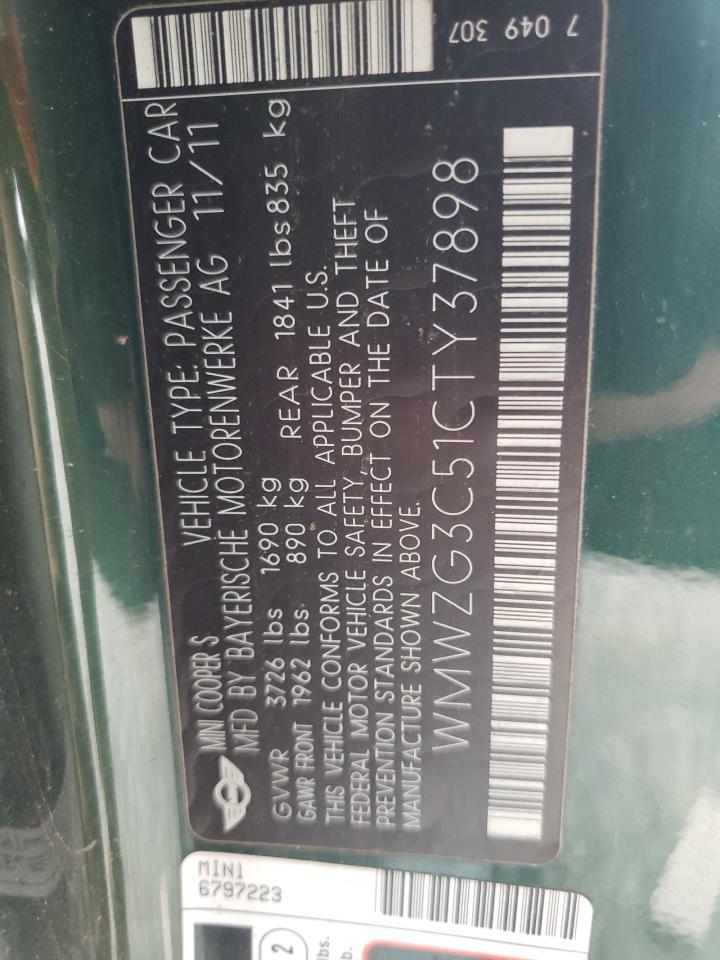 7 049 307
MINI COOPER S VEHICLE TYPE: PASSENGER CAR
MFD BY BAYERISCHE MOTORENWERKE AG 11/11
GVWR 3726 lbs 1690 kg
GAWR FRONT 1962 lbs. 890 kg REAR 1841 lbs 835 kg
THIS VEHICLE CONFORMS TO ALL APPLICABLE U.S.
FEDERAL MOTOR VEHICLE SAFETY, BUMPER AND THEFT
PREVENTION STANDARDS IN EFFECT ON THE DATE OF
MANUFACTURE SHOWN ABOVE.
WMWZG3C51CTY37898
MINI
6797223
2
lbs.
b.